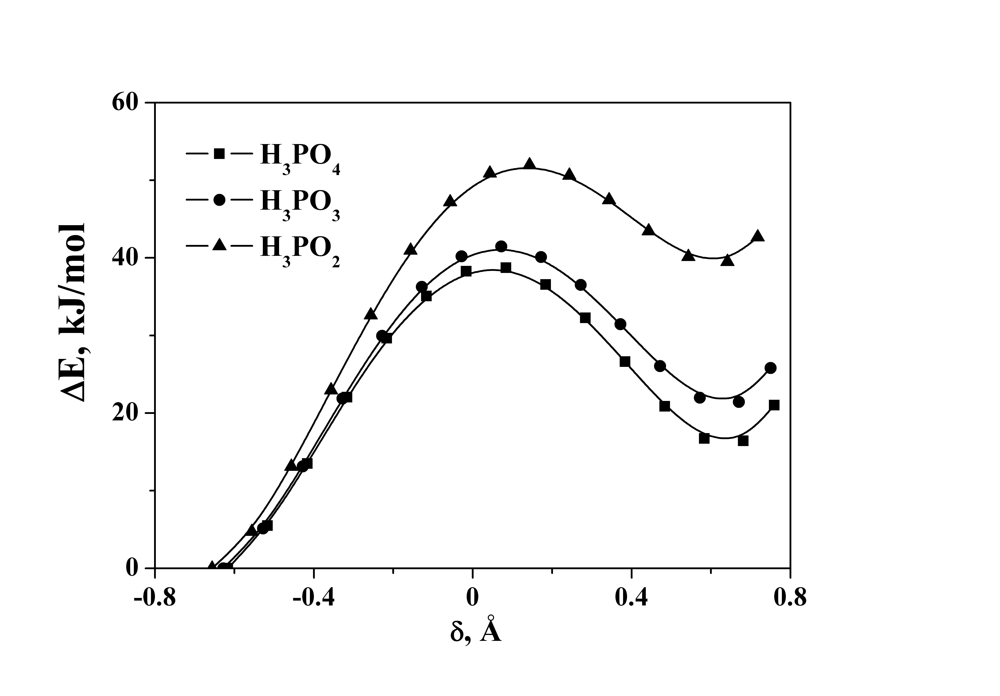 60
40
20
0
ΔE, kJ/mol
H₃PO₄
H₃PO₃
H₃PO₂
-0.8 -0.4 0 0.4 0.8
δ, Å